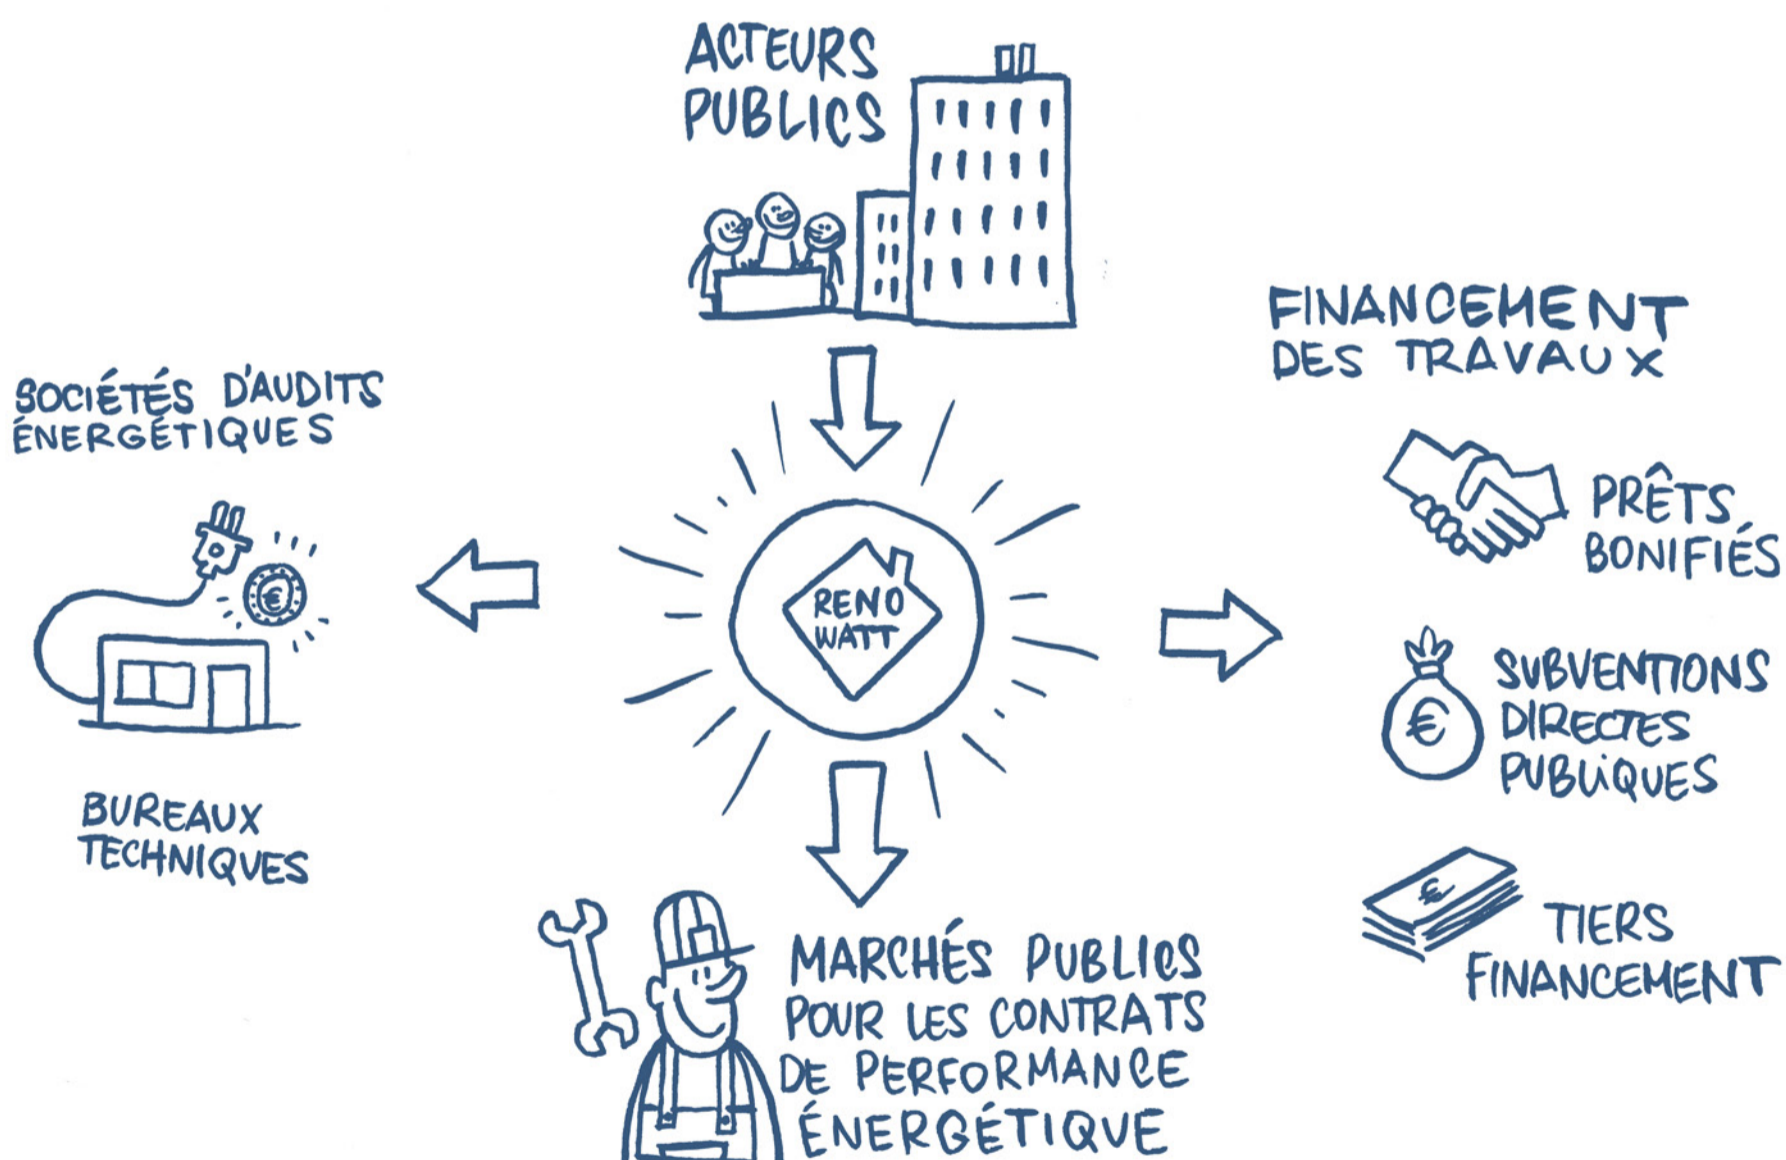 ACTEURS
PUBLICS
FINANCEMENT
DES TRAVAUX
SOCIÉTÉS D'AUDITS
ÉNERGÉTIQUES
PRÊTS
BONIFIÉS
€
RENO
WATT
SUBVENTIONS
DIRECTES
PUBLIQUES
€
BUREAUX
TECHNIQUES
€
TIERS
FINANCEMENT
MARCHÉS PUBLICS
POUR LES CONTRATS
DE PERFORMANCE
ÉNERGÉTIQUE